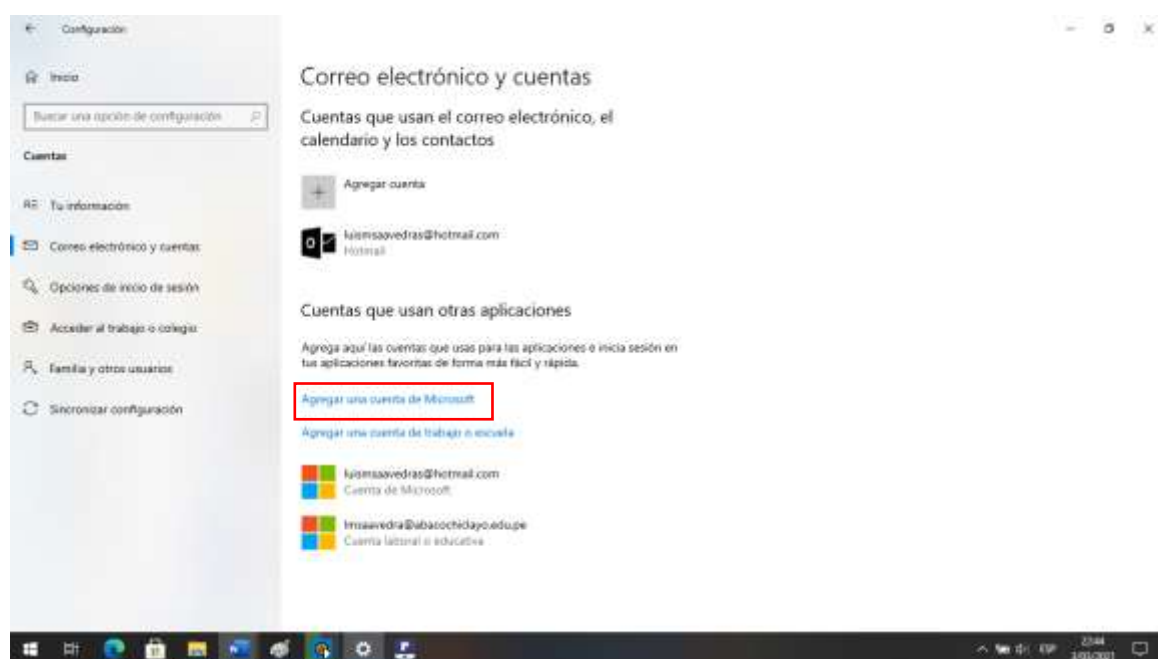 Configuración
Inicio
Buscar una opción de configuración
Cuentas
Tu información
Correo electrónico y cuentas
Opciones de inicio de sesión
Acceder al trabajo o colegio
Familia y otros usuarios
Sincronizar configuración
Correo electrónico y cuentas
Cuentas que usan el correo electrónico, el
calendario y los contactos
Agregar cuenta
luismsaavedras@hotmail.com
Hotmail
Cuentas que usan otras aplicaciones
Agrega aquí las cuentas que usas para las aplicaciones e inicia sesión en
tus aplicaciones favoritas de forma más fácil y rápida.
Agregar una cuenta de Microsoft
Agregar una cuenta de trabajo o escuela
luismsaavedras@hotmail.com
Cuenta de Microsoft
lmsaavedra@abacochiclayo.edu.pe
Cuenta laboral o educativa
ESP
22:44
3/03/2021